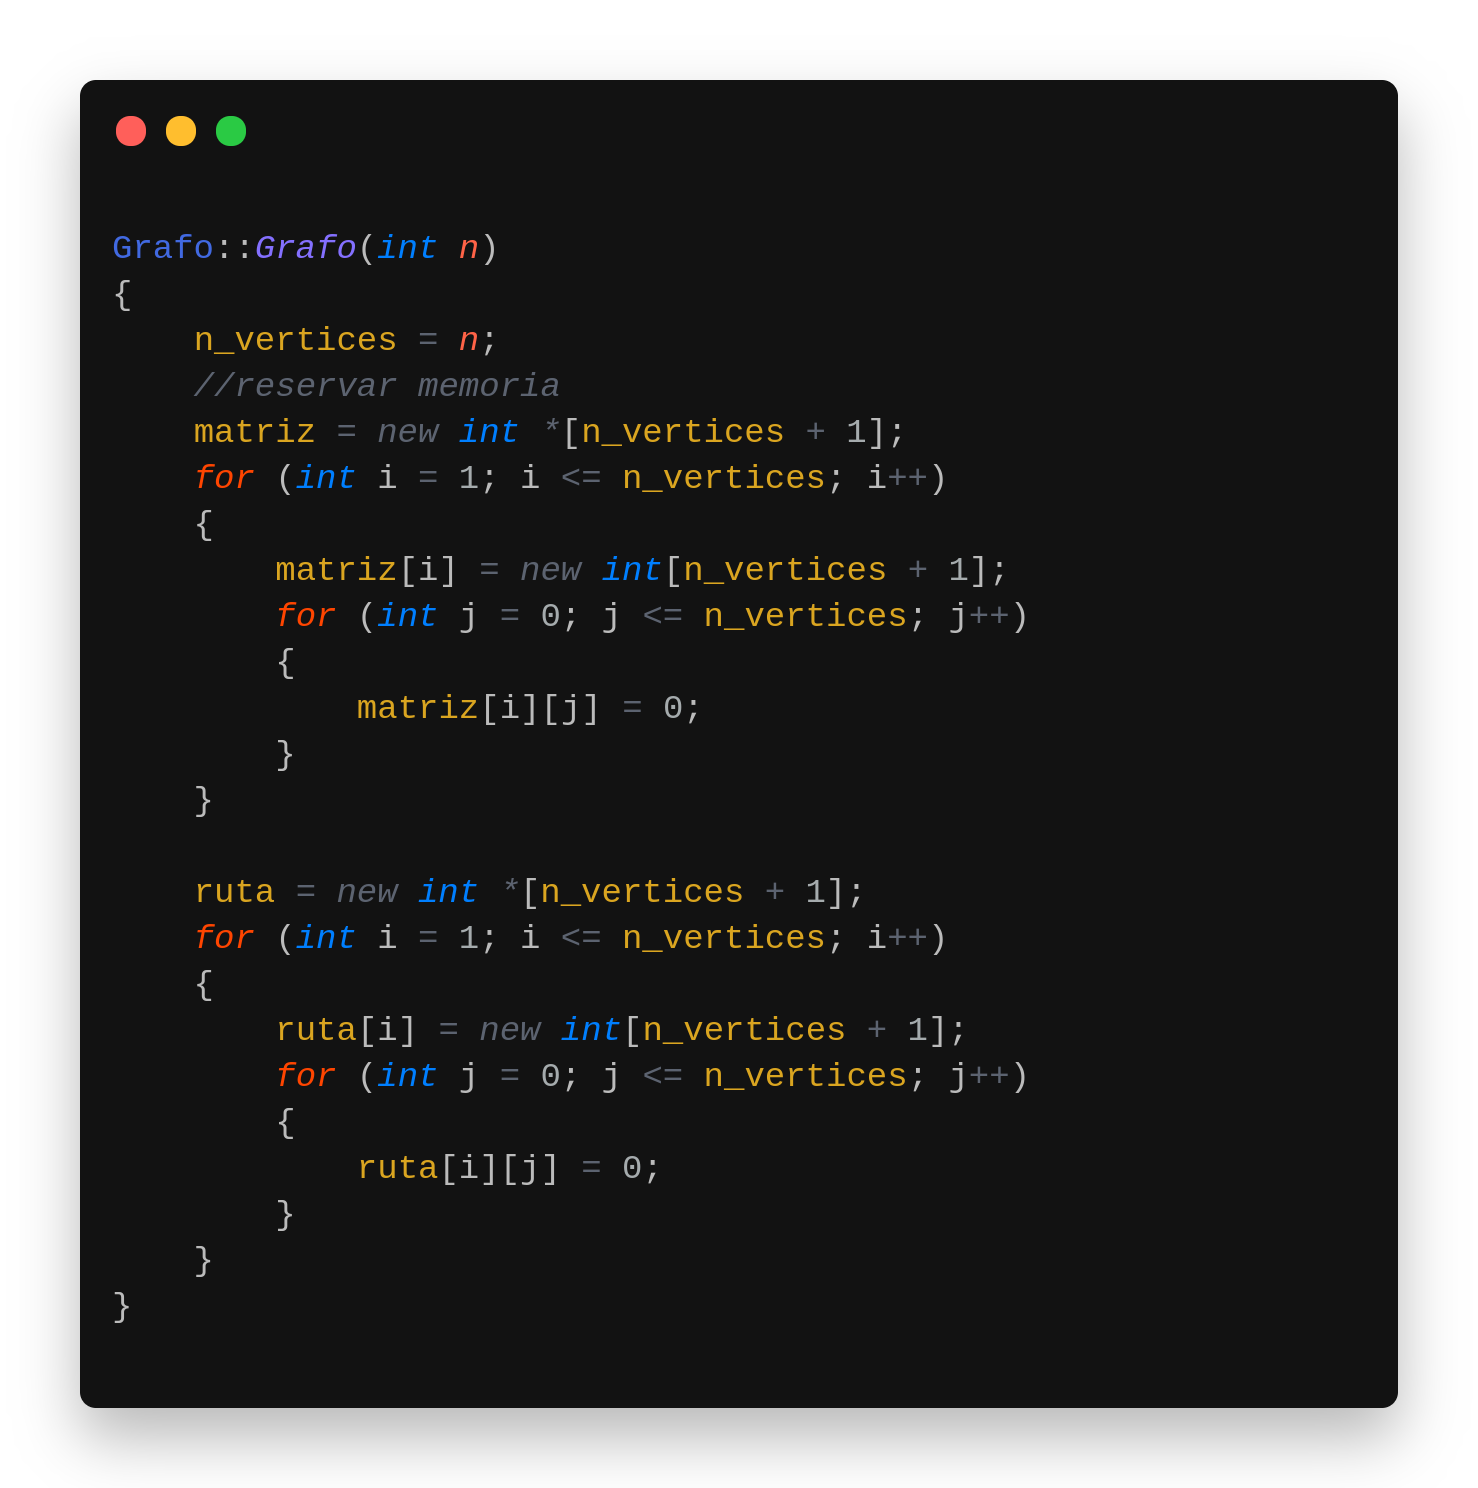 Grafo::Grafo(int n)
{
    n_vertices = n;
    //reservar memoria
    matriz = new int *[n_vertices + 1];
    for (int i = 1; i <= n_vertices; i++)
    {
        matriz[i] = new int[n_vertices + 1];
        for (int j = 0; j <= n_vertices; j++)
        {
            matriz[i][j] = 0;
        }
    }

    ruta = new int *[n_vertices + 1];
    for (int i = 1; i <= n_vertices; i++)
    {
        ruta[i] = new int[n_vertices + 1];
        for (int j = 0; j <= n_vertices; j++)
        {
            ruta[i][j] = 0;
        }
    }
}